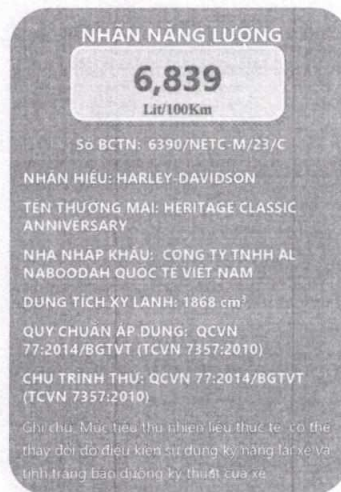 NHÃN NĂNG LƯỢNG
6,839
Lit/100Km
Số BCTN: 6390/NETC-M/23/C
NHÃN HIỆU: HARLEY-DAVIDSON
TÊN THƯƠNG MẠI: HERITAGE CLASSIC
ANNIVERSARY
NHÀ NHẬP KHẨU: CÔNG TY TNHH AL
NABOODAH QUỐC TẾ VIỆT NAM
DUNG TÍCH XY LANH: 1868 cm³
QUY CHUẨN ÁP DỤNG: QCVN
77:2014/BGTVT (TCVN 7357:2010)
CHU TRÌNH THỬ: QCVN 77:2014/BGTVT
(TCVN 7357:2010)
Ghi chú: Mức tiêu thụ nhiên liệu thực tế có thể
thay đổi do điều kiện sử dụng kỹ năng lái xe và
tình trạng bảo dưỡng kỹ thuật của xe